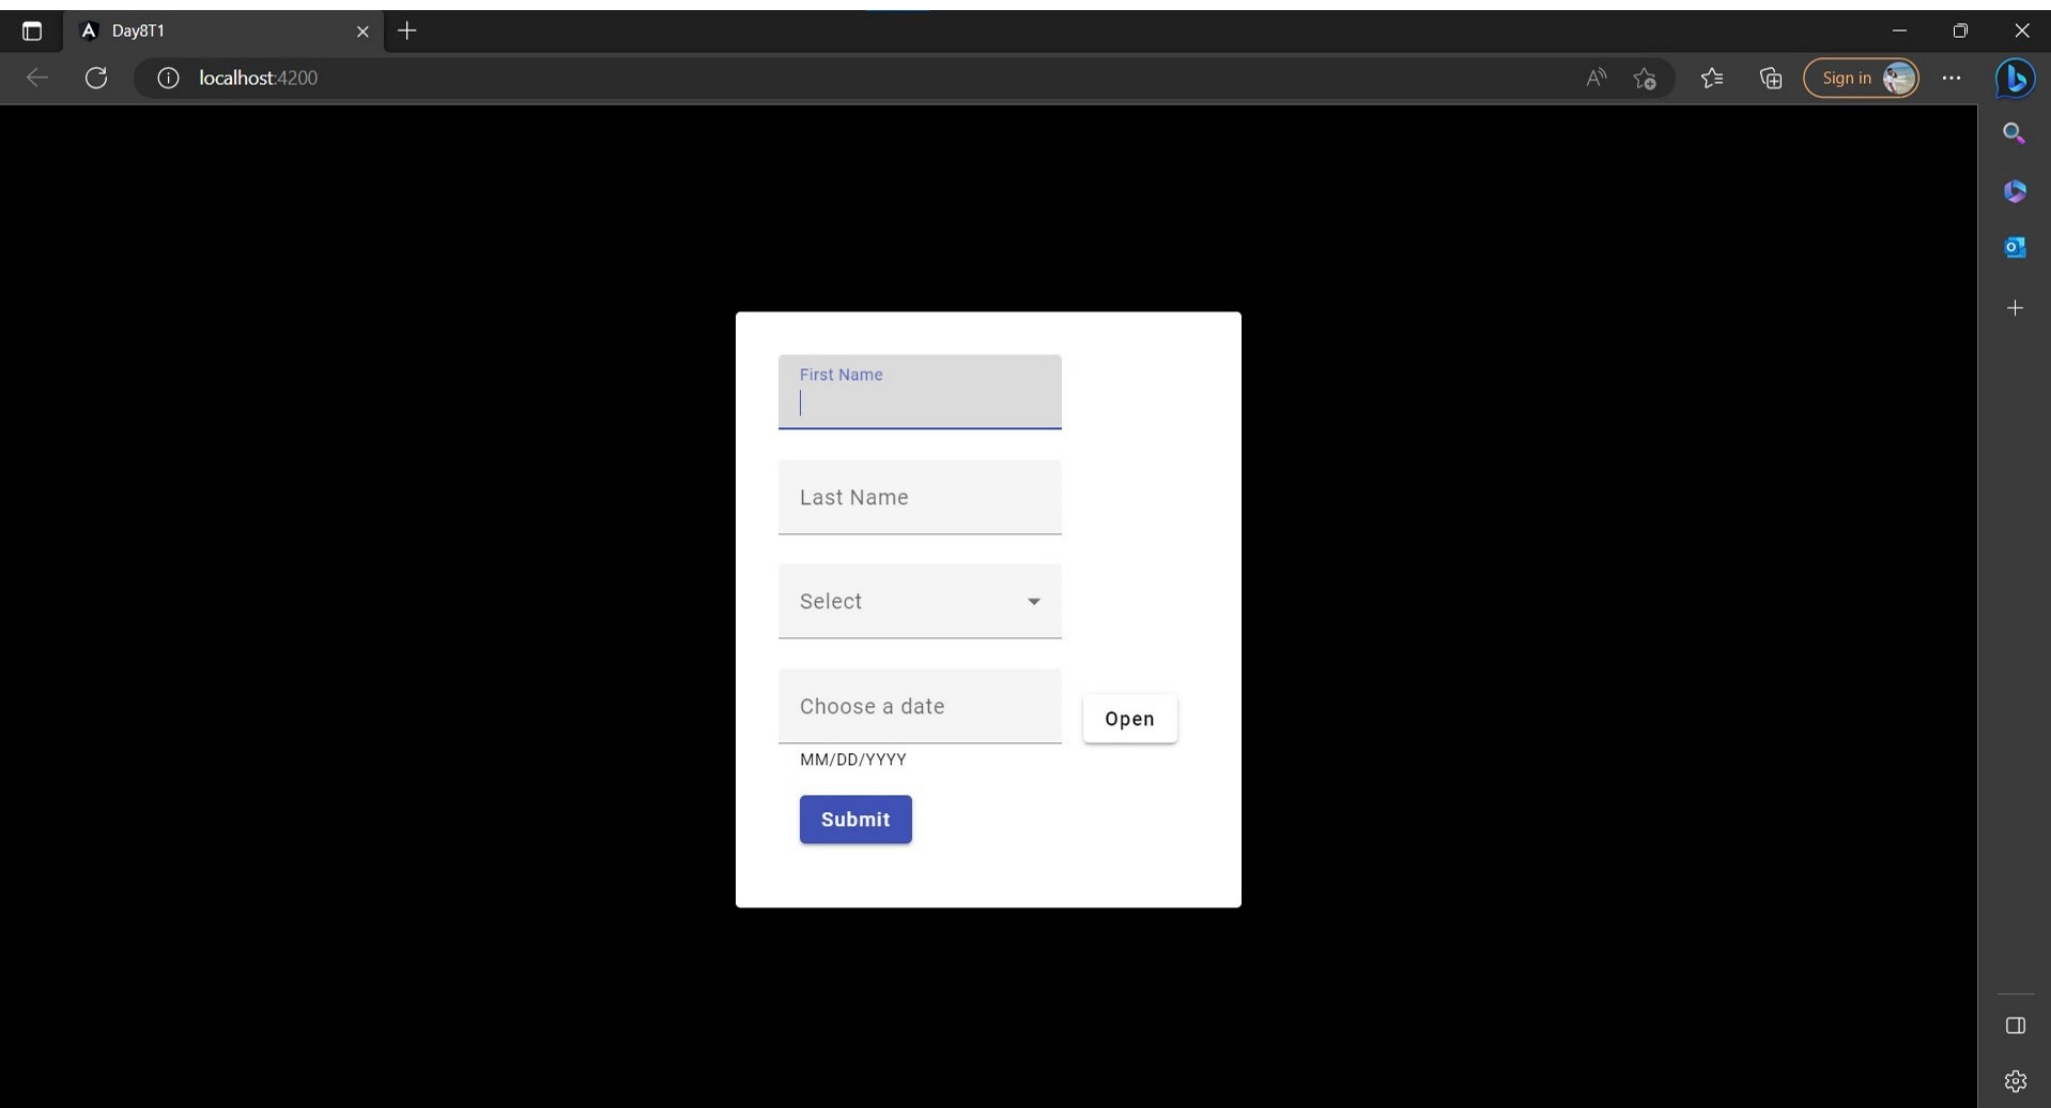 Day8T1
localhost:4200
Sign in
First Name
Last Name
Select
Choose a date
Open
MM/DD/YYYY
Submit